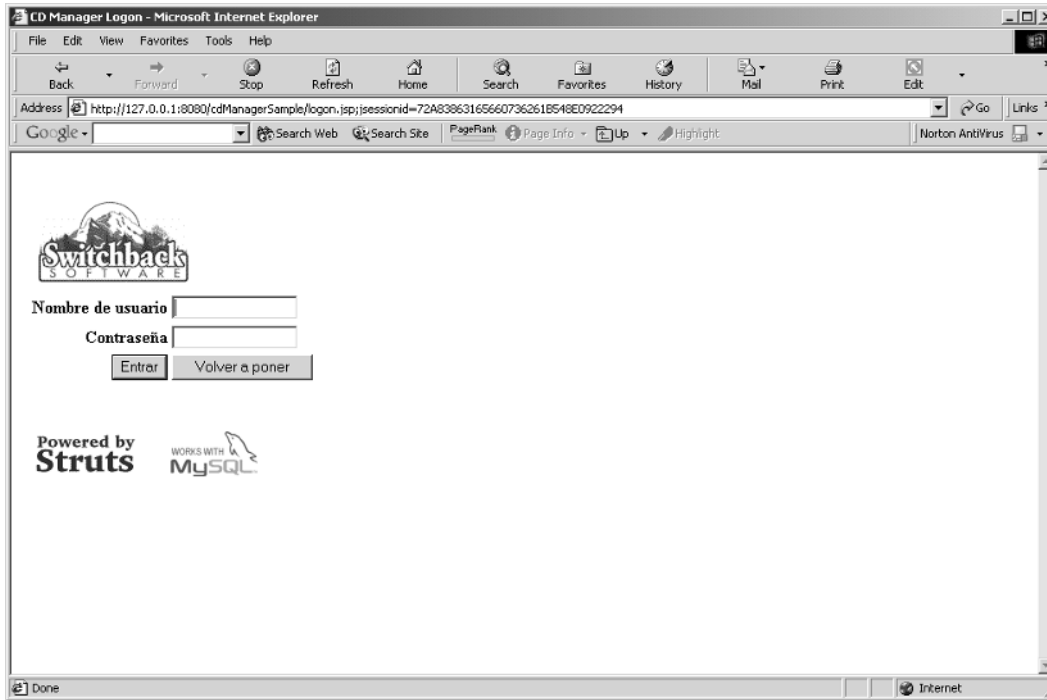 CD Manager Logon - Microsoft Internet Explorer
File Edit View Favorites Tools Help
Back Forward Stop Refresh Home Search Favorites History Mail Print Edit
Address http://127.0.0.1:8080/cdManagerSample/logon.jsp;jsessionid=72A83863165660736261B548E0922294 Go Links
Google Search Web Search Site PageRank Page Info Up Highlight Norton AntiVirus
Switchback
SOFTWARE
Nombre de usuario
Contraseña
Entrar Volver a poner
Powered by
Struts
WORKS WITH
MySQL
Done Internet